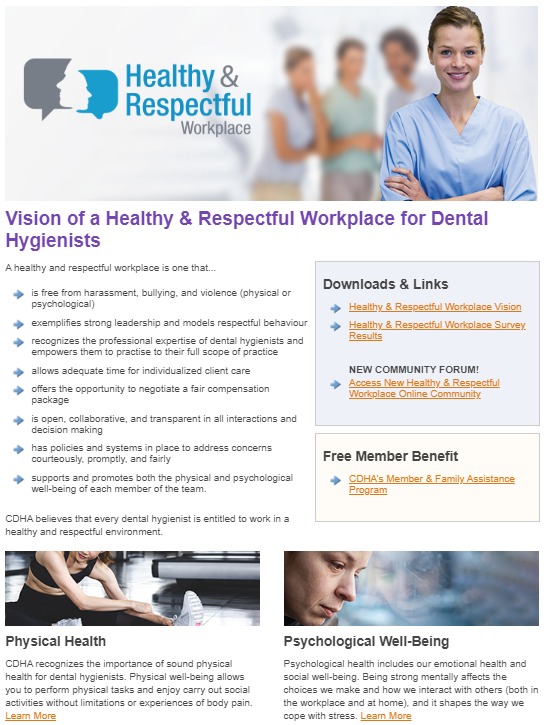 Healthy &
Respectful
Workplace
Vision of a Healthy & Respectful Workplace for Dental
Hygienists
A healthy and respectful workplace is one that...
is free from harassment, bullying, and violence (physical or
psychological)
exemplifies strong leadership and models respectful behaviour
recognizes the professional expertise of dental hygienists and
empowers them to practise to their full scope of practice
allows adequate time for individualized client care
offers the opportunity to negotiate a fair compensation
package
is open, collaborative, and transparent in all interactions and
decision making
has policies and systems in place to address concerns
courteously, promptly, and fairly
supports and promotes both the physical and psychological
well-being of each member of the team.
CDHA believes that every dental hygienist is entitled to work in a
healthy and respectful environment.
Downloads & Links
Healthy & Respectful Workplace Vision
Healthy & Respectful Workplace Survey
Results
NEW COMMUNITY FORUM!
Access New Healthy & Respectful
Workplace Online Community
Free Member Benefit
CDHA's Member & Family Assistance
Program
Physical Health
CDHA recognizes the importance of sound physical
health for dental hygienists. Physical well-being allows
you to perform physical tasks and enjoy carry out social
activities without limitations or experiences of body pain.
Learn More
Psychological Well-Being
Psychological health includes our emotional health and
social well-being. Being strong mentally affects the
choices we make and how we interact with others (both in
the workplace and at home), and it shapes the way we
cope with stress. Learn More